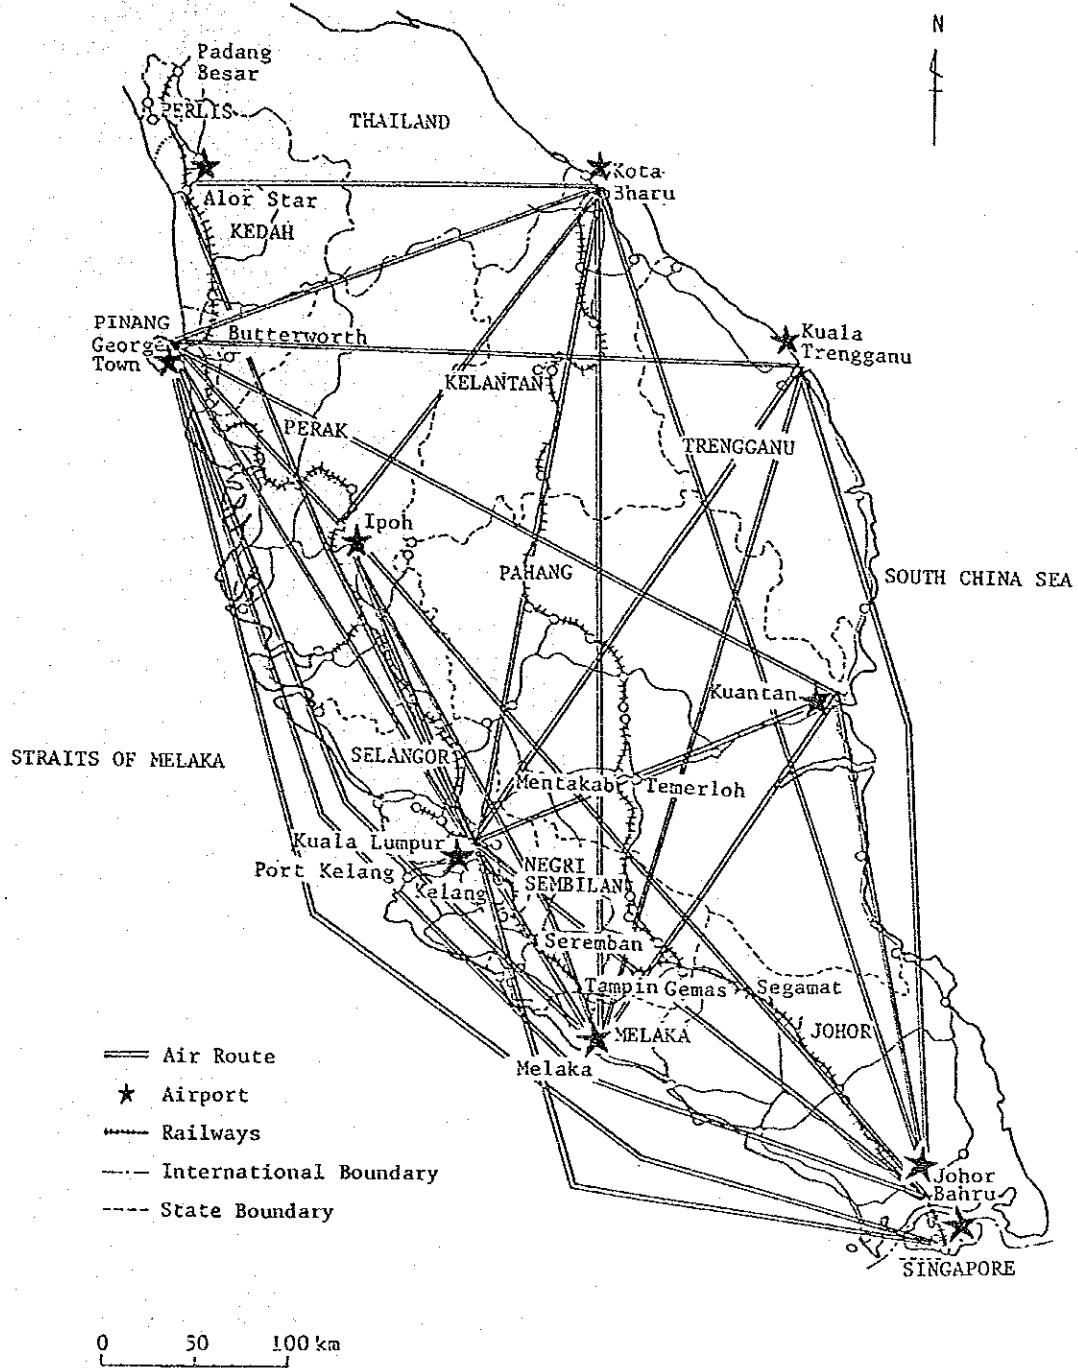 N
Padang
Besar
PERLIS
THAILAND
Kota
Bharu
Alor Star
KEDAH
PINANG
George
Town
Butterworth
Kuala
Trengganu
KELANTAN
PERAK
TRENGGANU
Ipoh
PAHANG
SOUTH CHINA SEA
Kuantan
STRAITS OF MELAKA
SELANGOR
Mentakab
Temerloh
Kuala Lumpur
Port Kelang
Kelang
NEGRI
SEMBILAN
Seremban
Tampin
Gemas
Segamat
MELAKA
JOHOR
Melaka
Air Route
Airport
Railways
International Boundary
State Boundary
Johor
Bahru
SINGAPORE
0 50 100 km